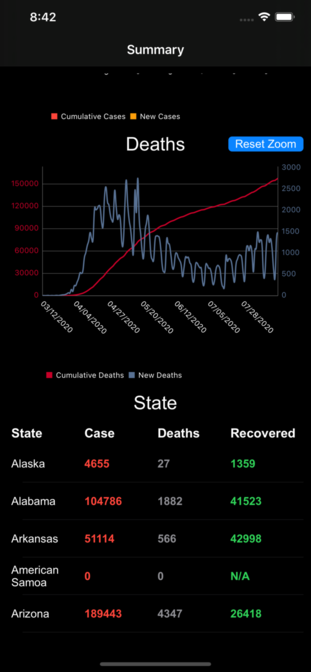 8:42
Summary
Cumulative Cases New Cases
Deaths
Reset Zoom
150000
120000
90000
60000
30000
0
3000
2500
2000
1500
1000
500
0
03/12/2020
04/04/2020
04/27/2020
05/20/2020
06/12/2020
07/05/2020
07/28/2020
Cumulative Deaths New Deaths
State
State Case Deaths Recovered
Alaska 4655 27 1359
Alabama 104786 1882 41523
Arkansas 51114 566 42998
American
Samoa 0 0 N/A
Arizona 189443 4347 26418